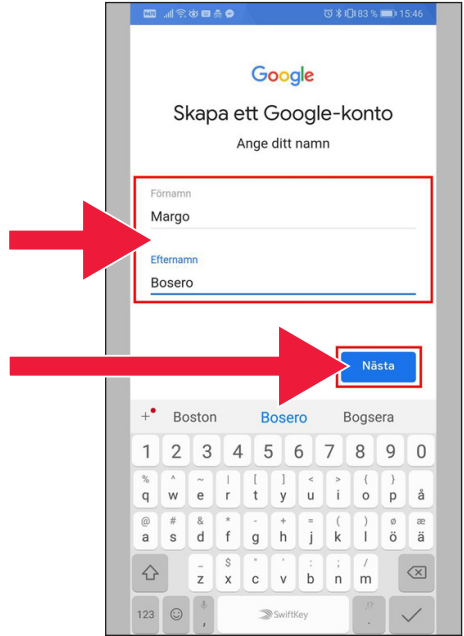 83 % 15:46
Google
Skapa ett Google-konto
Ange ditt namn
Förnamn
Margo
Efternamn
Bosero
Nästa
+ Boston Bosero Bogsera
1 2 3 4 5 6 7 8 9 0
% ^ ~ | [ ] < > { }
q w e r t y u i o p å
@ # & * - + = ( ) ø æ
a s d f g h j k l ö ä
_ $ " ' : ; /
z x c v b n m
123 , SwiftKey ,!? .